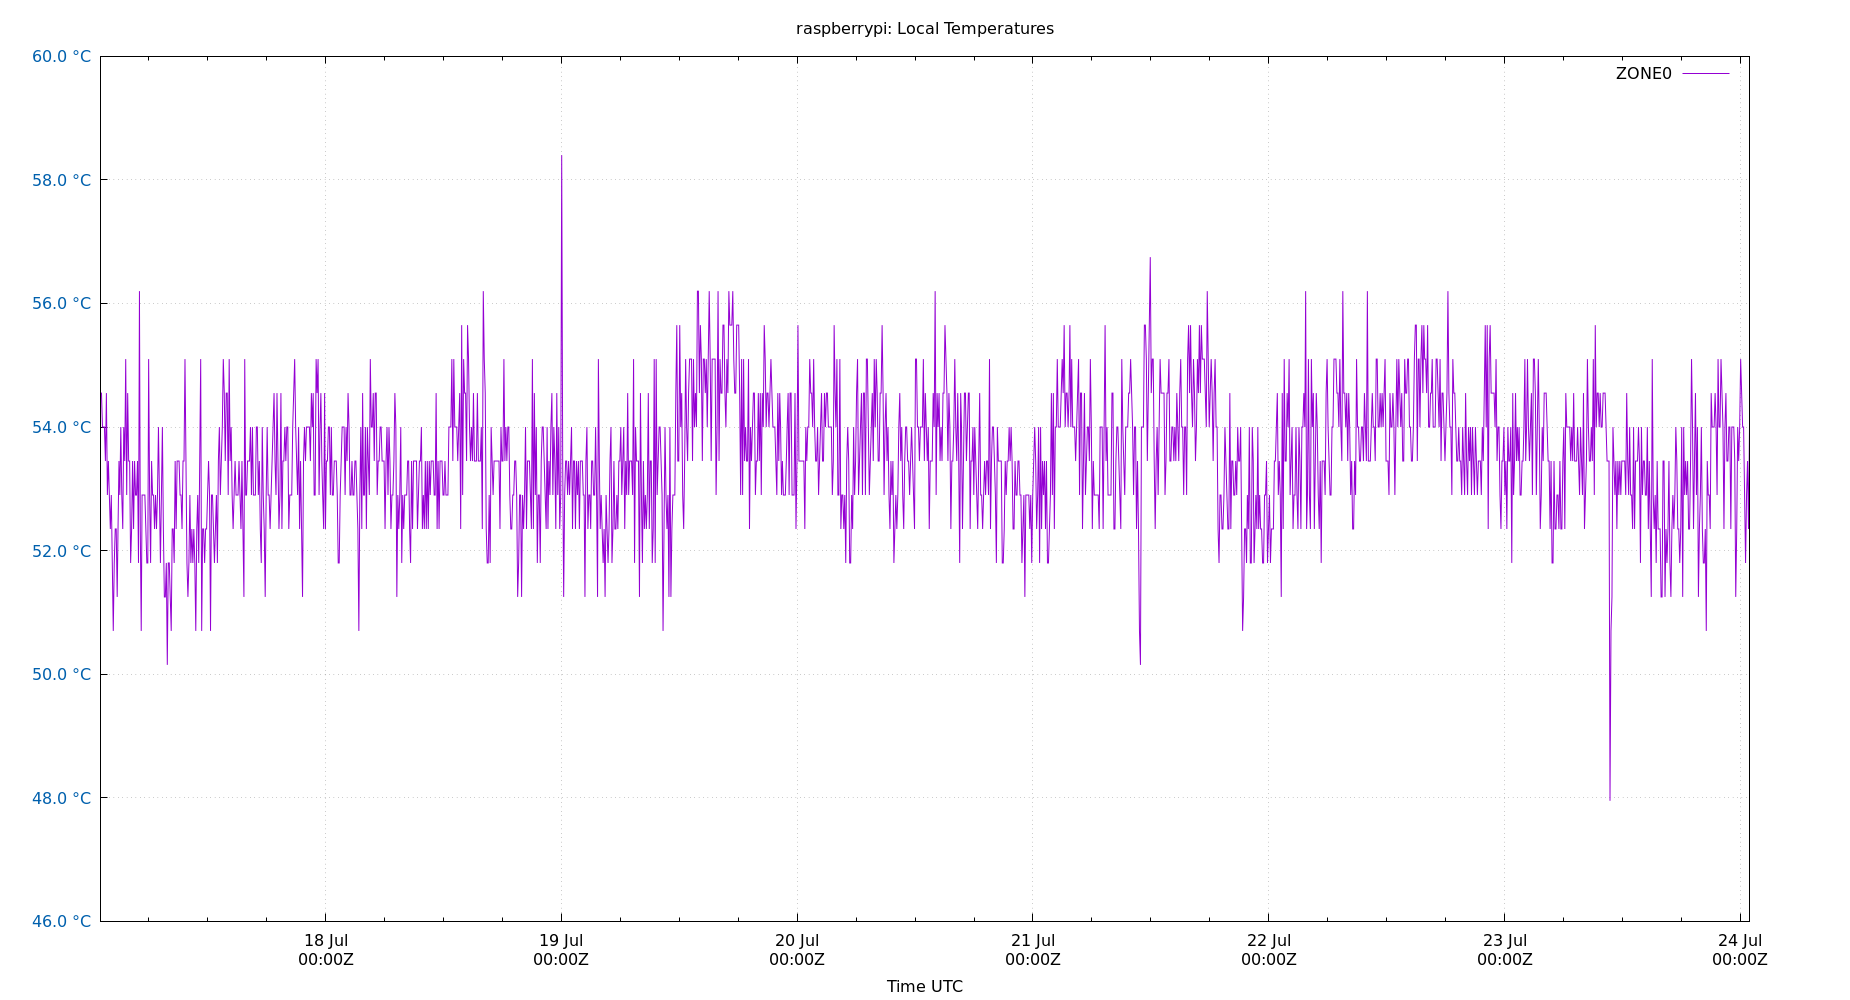 raspberrypi: Local Temperatures
60.0 °C
ZONE0
58.0 °C
56.0 °C
54.0 °C
52.0 °C
50.0 °C
48.0 °C
46.0 °C
18 Jul 19 Jul 20 Jul 21 Jul 22 Jul 23 Jul 24 Jul
00:00Z 00:00Z 00:00Z 00:00Z 00:00Z 00:00Z 00:00Z
Time UTC